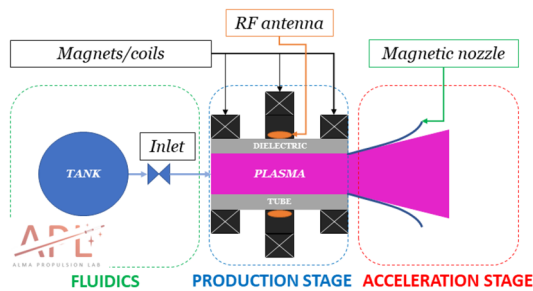 RF antenna
Magnets/coils
Magnetic nozzle
Inlet
DIELECTRIC
TANK
PLASMA
TUBE
APL
ALMA PROPULSION LAB
FLUIDICS
PRODUCTION STAGE
ACCELERATION STAGE